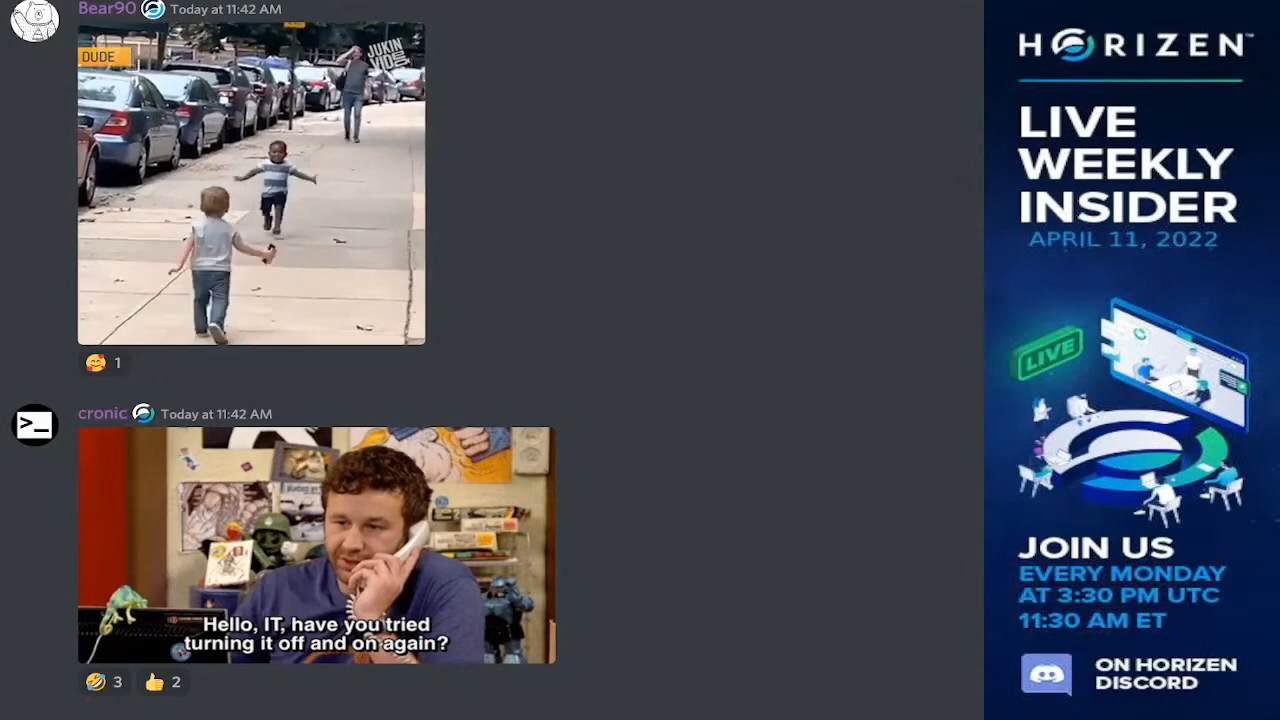 Bear90 Today at 11:42 AM
DUDE
JUKIN
VID
1
cronic Today at 11:42 AM
>_
Hello, IT, have you tried
turning it off and on again?
3 2
HORIZEN™
LIVE
WEEKLY
INSIDER
APRIL 11, 2022
LIVE
JOIN US
EVERY MONDAY
AT 3:30 PM UTC
11:30 AM ET
ON HORIZEN
DISCORD